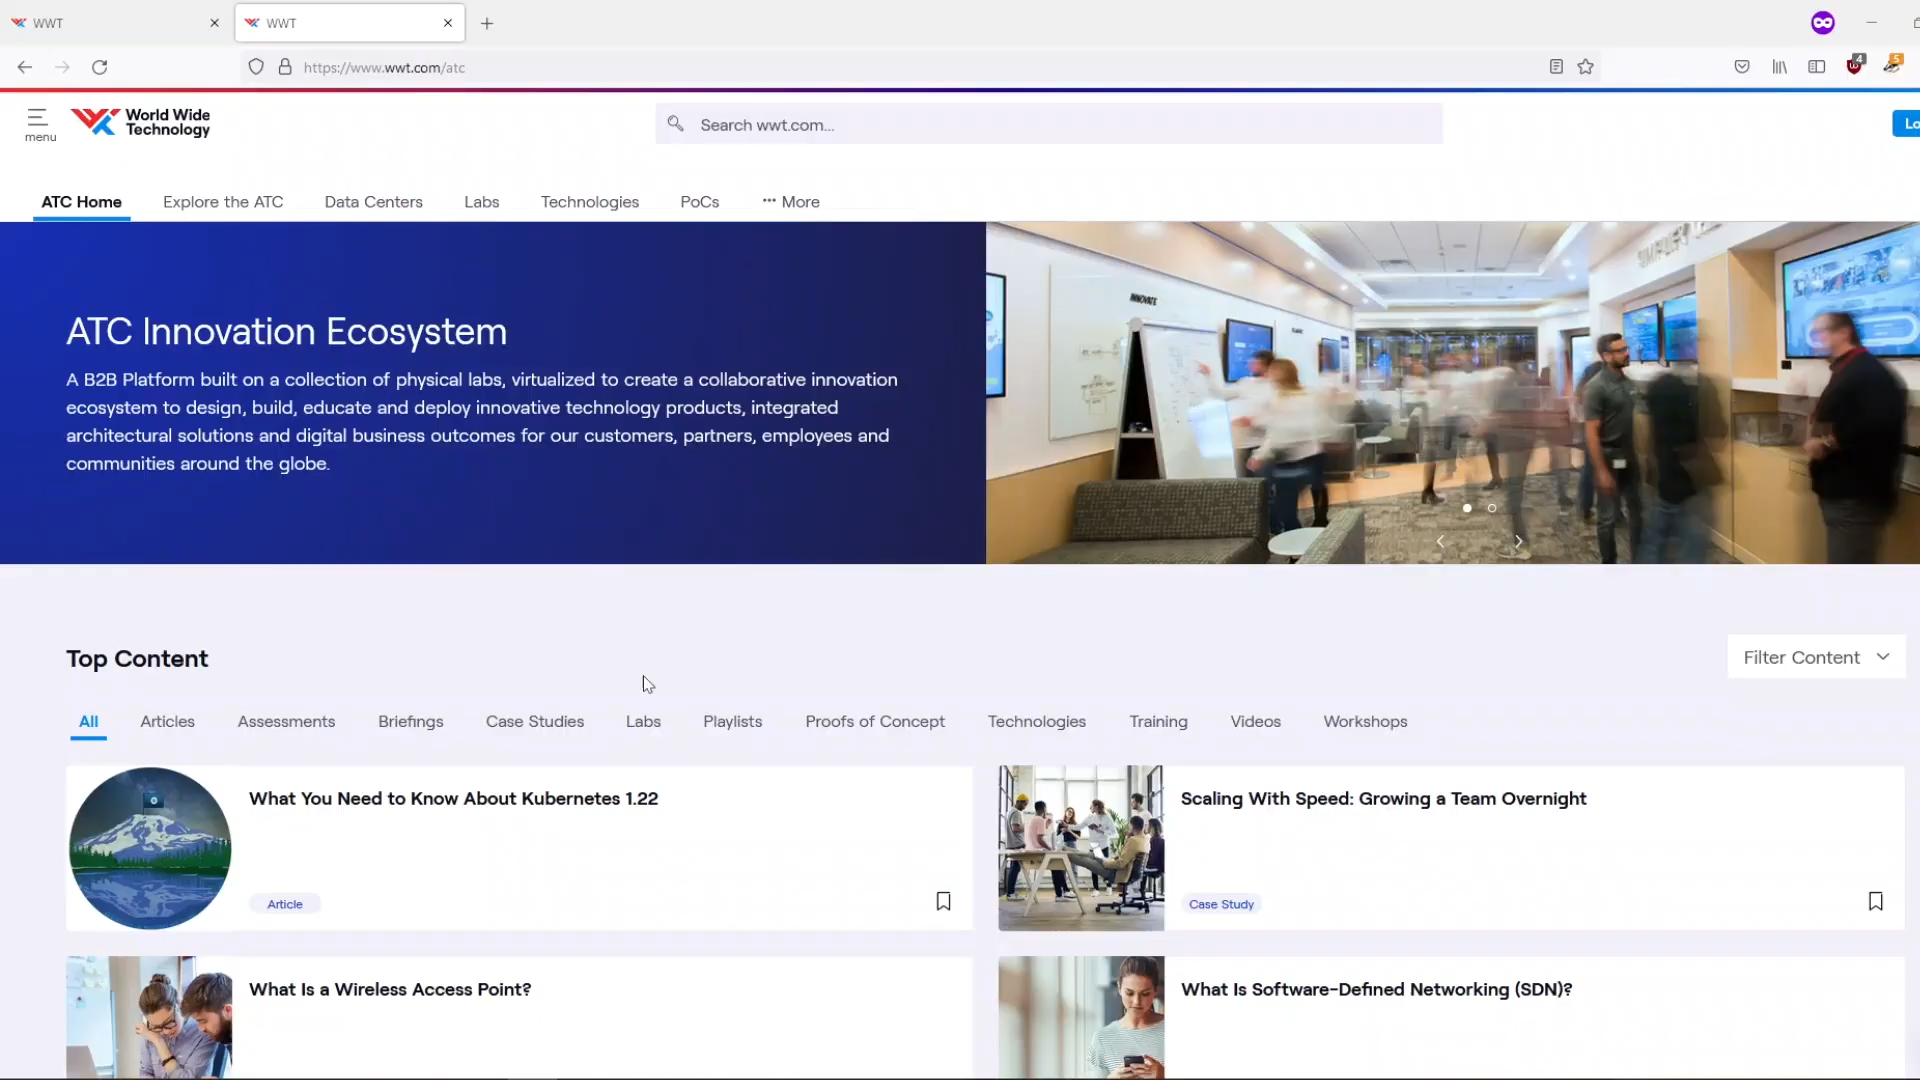 WWT
WWT
https://www.wwt.com/atc
4
5
menu
World Wide
Technology
Search wwt.com...
Lo
ATC Home
Explore the ATC
Data Centers
Labs
Technologies
PoCs
••• More
ATC Innovation Ecosystem
A B2B Platform built on a collection of physical labs, virtualized to create a collaborative innovation
ecosystem to design, build, educate and deploy innovative technology products, integrated
architectural solutions and digital business outcomes for our customers, partners, employees and
communities around the globe.
INNOVATE
Top Content
Filter Content
All
Articles
Assessments
Briefings
Case Studies
Labs
Playlists
Proofs of Concept
Technologies
Training
Videos
Workshops
What You Need to Know About Kubernetes 1.22
Article
Scaling With Speed: Growing a Team Overnight
Case Study
What Is a Wireless Access Point?
What Is Software-Defined Networking (SDN)?